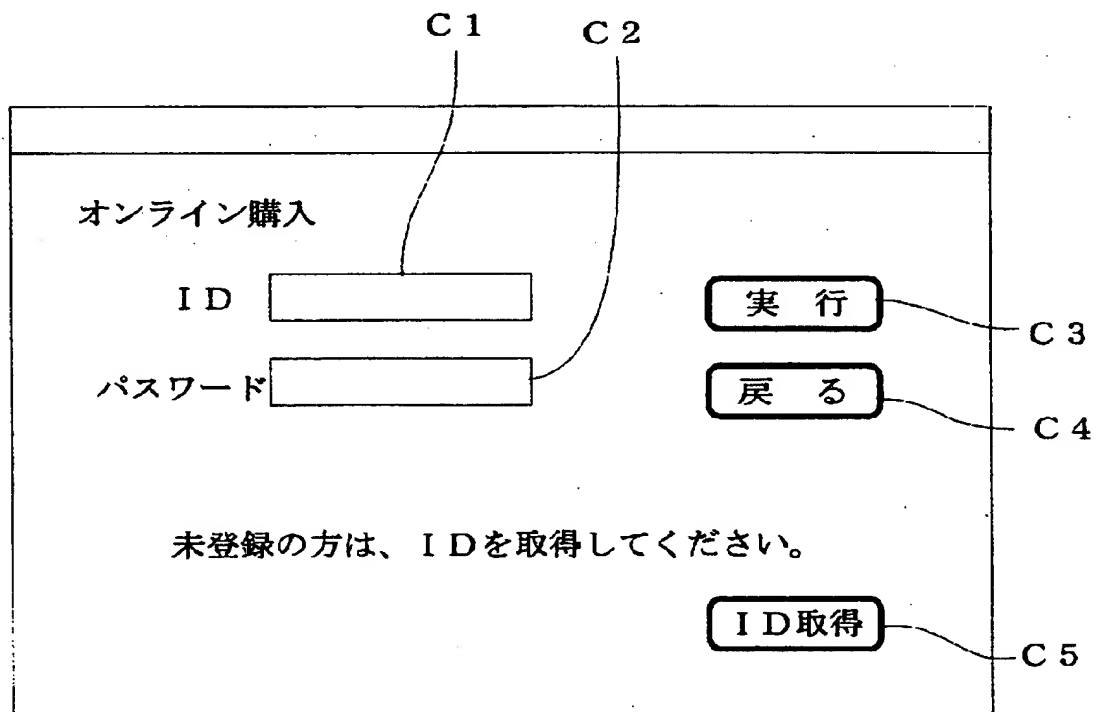 C1 C2
オンライン購入
ID 実行 C3
パスワード 戻る C4
未登録の方は、IDを取得してください。
ID取得 C5